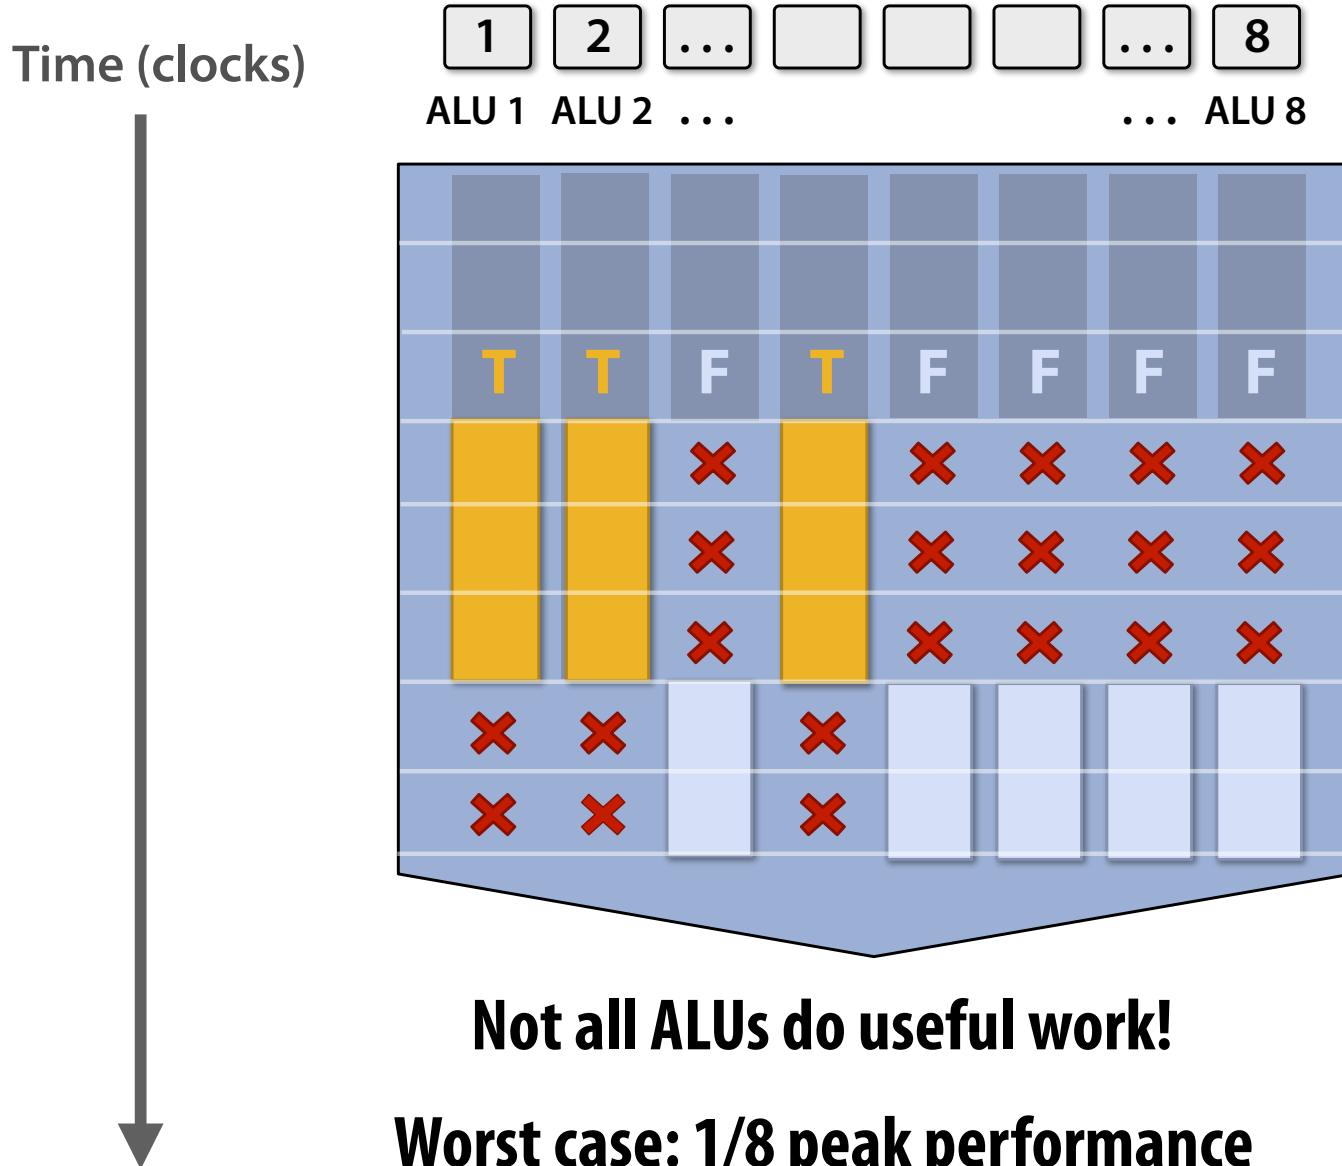 1 2 ... ... 8
Time (clocks)
ALU 1 ALU 2 ... ... ALU 8
T T F T F F F F
Not all ALUs do useful work!
Worst case: 1/8 peak performance